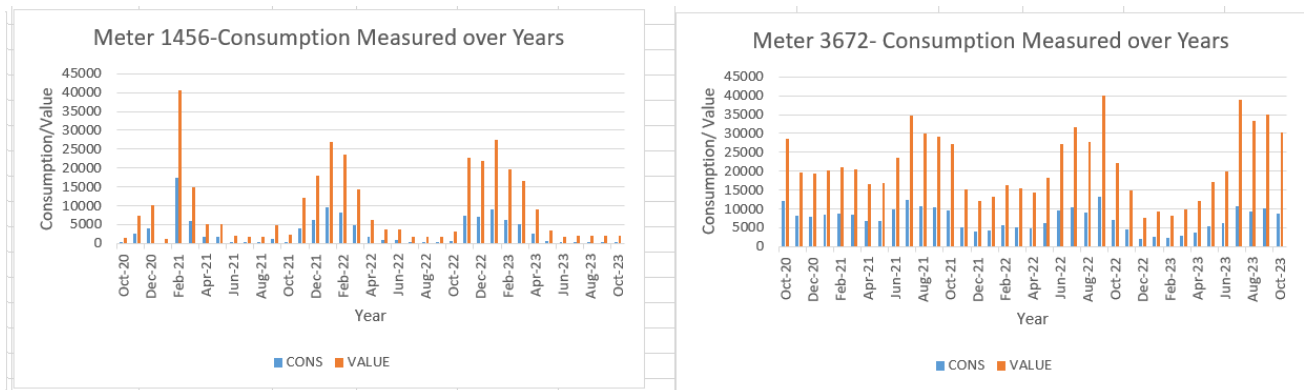 Meter 1456-Consumption Measured over Years
45000
40000
35000
30000
25000
20000
15000
10000
5000
0
Consumption/Value
Oct-20
Dec-20
Feb-21
Apr-21
Jun-21
Aug-21
Oct-21
Dec-21
Feb-22
Apr-22
Jun-22
Aug-22
Oct-22
Dec-22
Feb-23
Apr-23
Jun-23
Aug-23
Oct-23
Year
CONS
VALUE
Meter 3672- Consumption Measured over Years
45000
40000
35000
30000
25000
20000
15000
10000
5000
0
Consumption/ Value
Oct-20
Dec-20
Feb-21
Apr-21
Jun-21
Aug-21
Oct-21
Dec-21
Feb-22
Apr-22
Jun-22
Aug-22
Oct-22
Dec-22
Feb-23
Apr-23
Jun-23
Aug-23
Oct-23
Year
CONS
VALUE